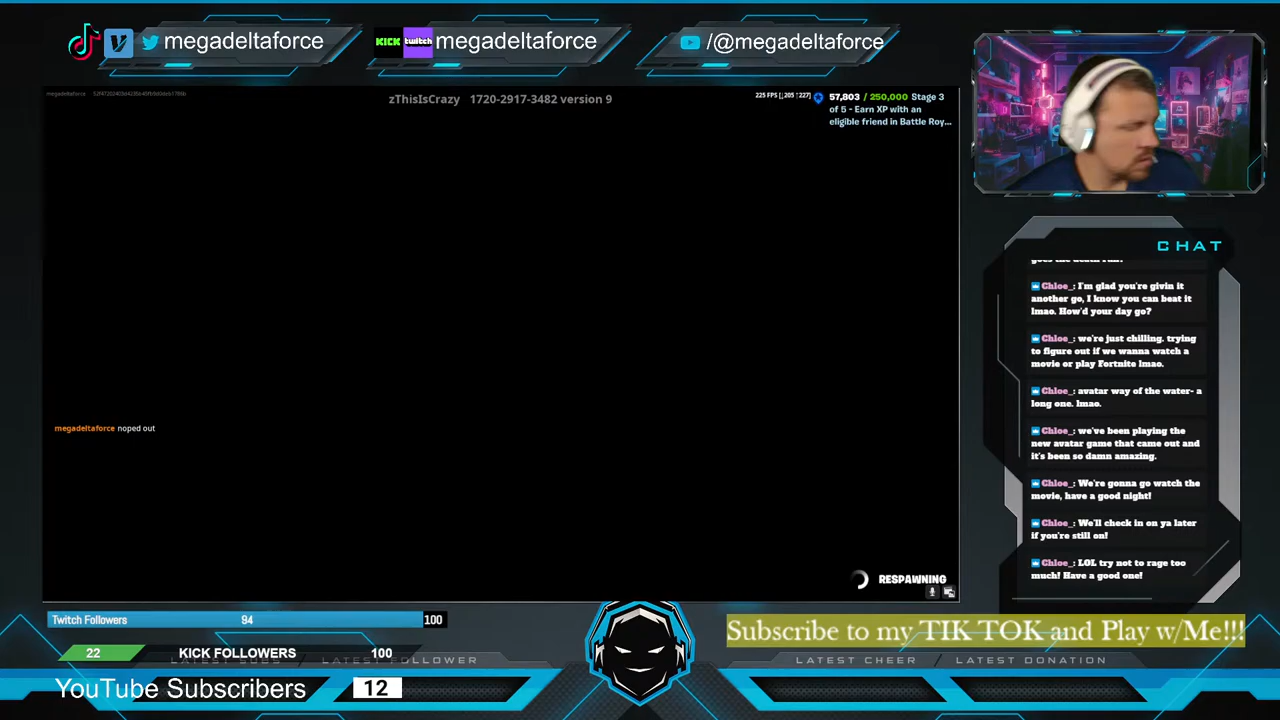 megadeltaforce
KICK twitch megadeltaforce
/@megadeltaforce
megadeltaforce
zThisIsCrazy 1720-2917-3482 version 9
57,803 / 250,000 Stage 3
of 5 - Earn XP with an
eligible friend in Battle Roy...
225 FPS
CHAT
Chloe_: I'm glad you're givin it
another go, I know you can beat it
lmao. How'd your day go?
Chloe_: we're just chilling. trying
to figure out if we wanna watch a
movie or play Fortnite lmao.
Chloe_: avatar way of the water- a
long one. lmao.
Chloe_: we've been playing the
new avatar game that came out and
it's been so damn amazing.
Chloe_: We're gonna go watch the
movie, have a good night!
Chloe_: We'll check in on ya later
if you're still on!
Chloe_: LOL try not to rage too
much! Have a good one!
megadeltaforce noped out
RESPAWNING
Twitch Followers 94 100
22 KICK FOLLOWERS 100
LATEST SUBS LATEST FOLLOWER
YouTube Subscribers 12
Subscribe to my TIK TOK and Play w/Me!!!
LATEST CHEER LATEST DONATION